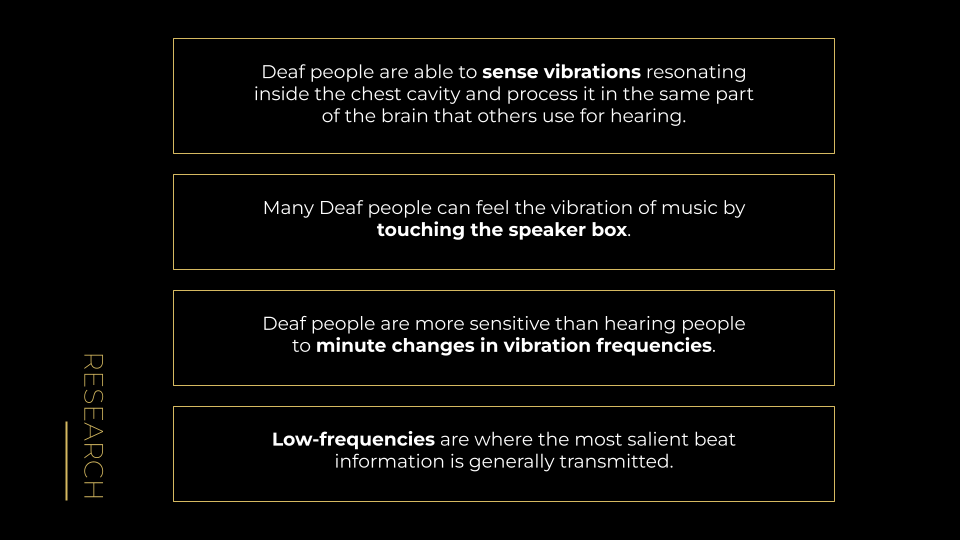 Deaf people are able to sense vibrations resonating
inside the chest cavity and process it in the same part
of the brain that others use for hearing.
Many Deaf people can feel the vibration of music by
touching the speaker box.
Deaf people are more sensitive than hearing people
to minute changes in vibration frequencies.
Low-frequencies are where the most salient beat
information is generally transmitted.
RESEARCH